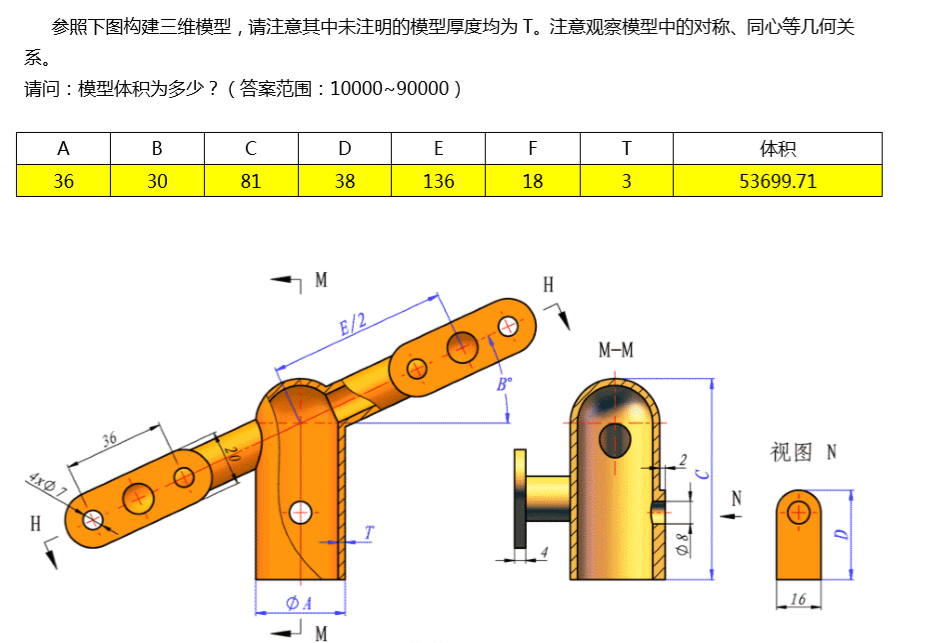 参照下图构建三维模型，请注意其中未注明的模型厚度均为 T。注意观察模型中的对称、同心等几何关
系。
请问：模型体积为多少？（答案范围：10000~90000）
A B C D E F T 体积
36 30 81 38 136 18 3 53699.71
M
H
E/2
M-M
B°
36
20
4xΦ7
2
C
视图 N
H
N
T
Φ8
D
4
ΦA
16
M